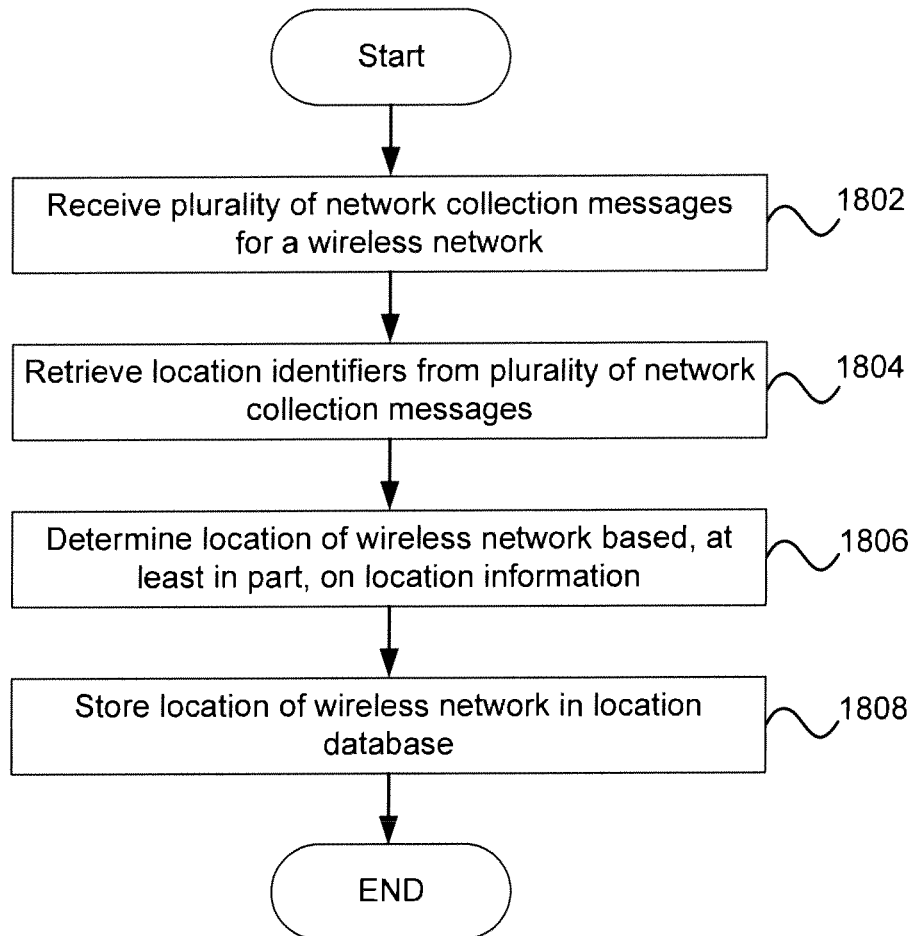 Start
Receive plurality of network collection messages
for a wireless network
1802
Retrieve location identifiers from plurality of network
collection messages
1804
Determine location of wireless network based, at
least in part, on location information
1806
Store location of wireless network in location
database
1808
END